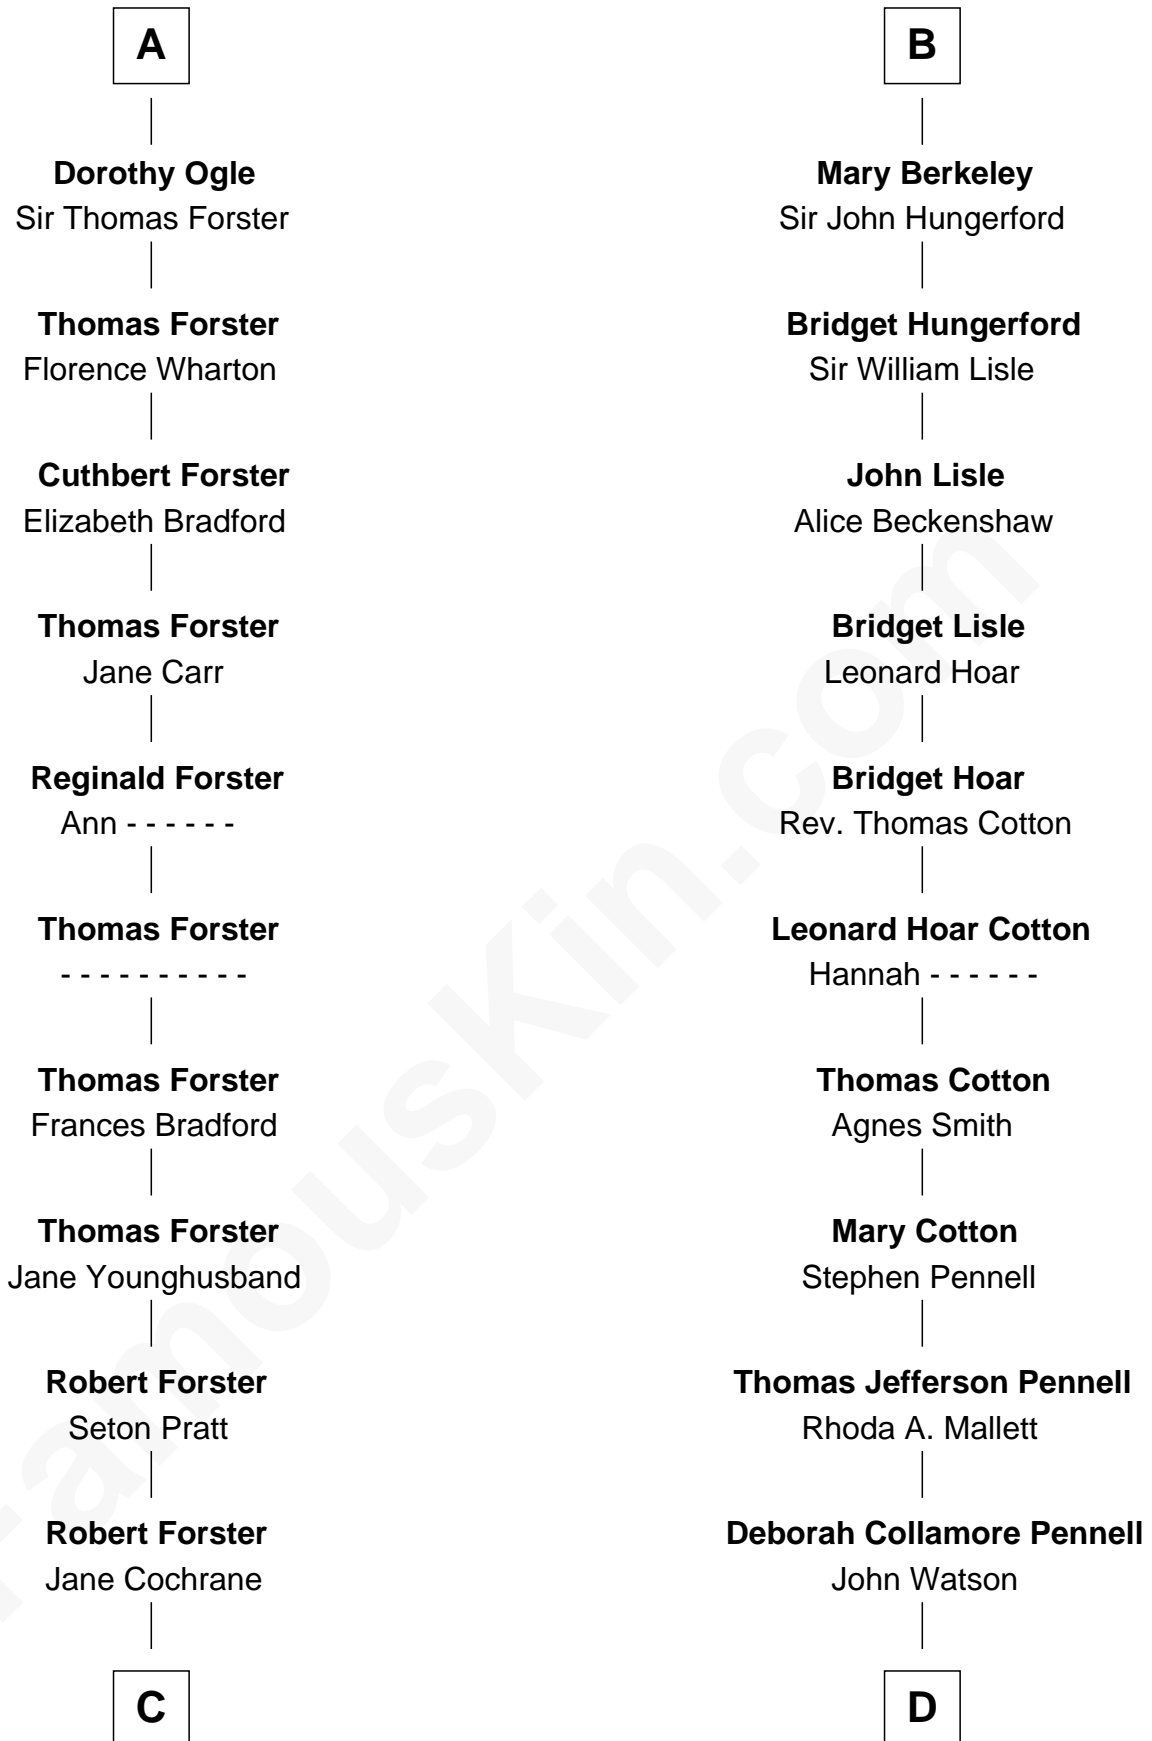 A
Dorothy Ogle
Sir Thomas Forster
Thomas Forster
Florence Wharton
Cuthbert Forster
Elizabeth Bradford
Thomas Forster
Jane Carr
Reginald Forster
Ann - - - - - -
Thomas Forster
- - - - - - - - - -
Thomas Forster
Frances Bradford
Thomas Forster
Jane Younghusband
Robert Forster
Seton Pratt
Robert Forster
Jane Cochrane
C
B
Mary Berkeley
Sir John Hungerford
Bridget Hungerford
Sir William Lisle
John Lisle
Alice Beckenshaw
Bridget Lisle
Leonard Hoar
Bridget Hoar
Rev. Thomas Cotton
Leonard Hoar Cotton
Hannah - - - - - -
Thomas Cotton
Agnes Smith
Mary Cotton
Stephen Pennell
Thomas Jefferson Pennell
Rhoda A. Mallett
Deborah Collamore Pennell
John Watson
D
FamousKin.com